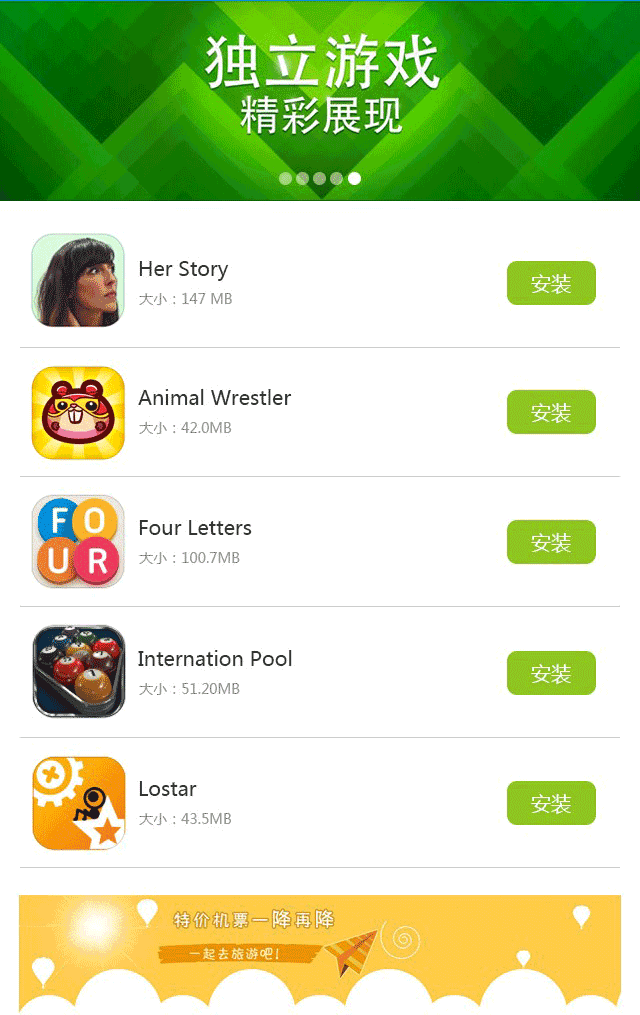 独立游戏
精彩展现
Her Story
大小：147 MB
安装
Animal Wrestler
大小：42.0MB
安装
FO
UR
Four Letters
大小：100.7MB
安装
Internation Pool
大小：51.20MB
安装
Lostar
大小：43.5MB
安装
特价机票一降再降
一起去旅游吧！